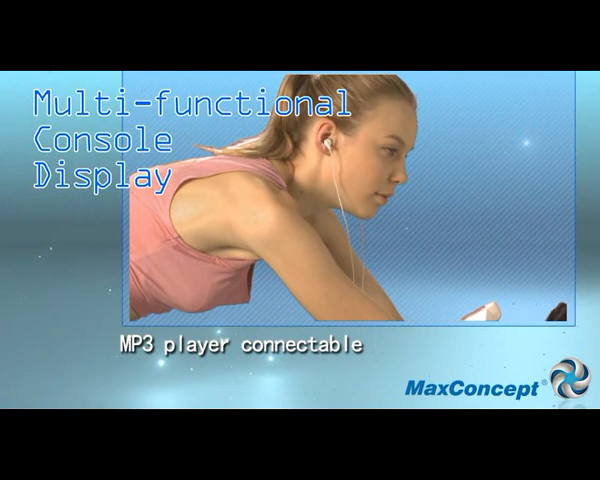 Multi-functional
Console
Display
MP3 player connectable
MaxConcept®